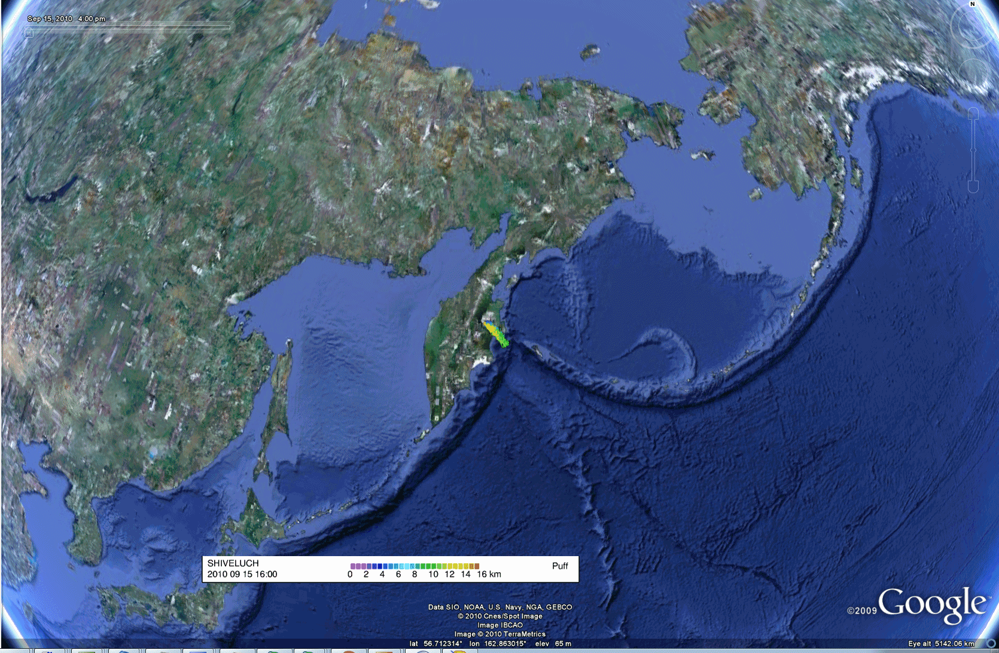 N
Sep 15, 2010   4:00 pm
SHIVELUCH
2010 09 15 16:00
0 2 4 6 8 10 12 14 16 km
Puff
Data SIO, NOAA, U.S. Navy, NGA, GEBCO
© 2010 Cnes/Spot Image
Image IBCAO
Image © 2010 TerraMetrics
©2009 Google™
lat 56.712314° lon 162.863015° elev 65 m
Eye alt 5142.06 km